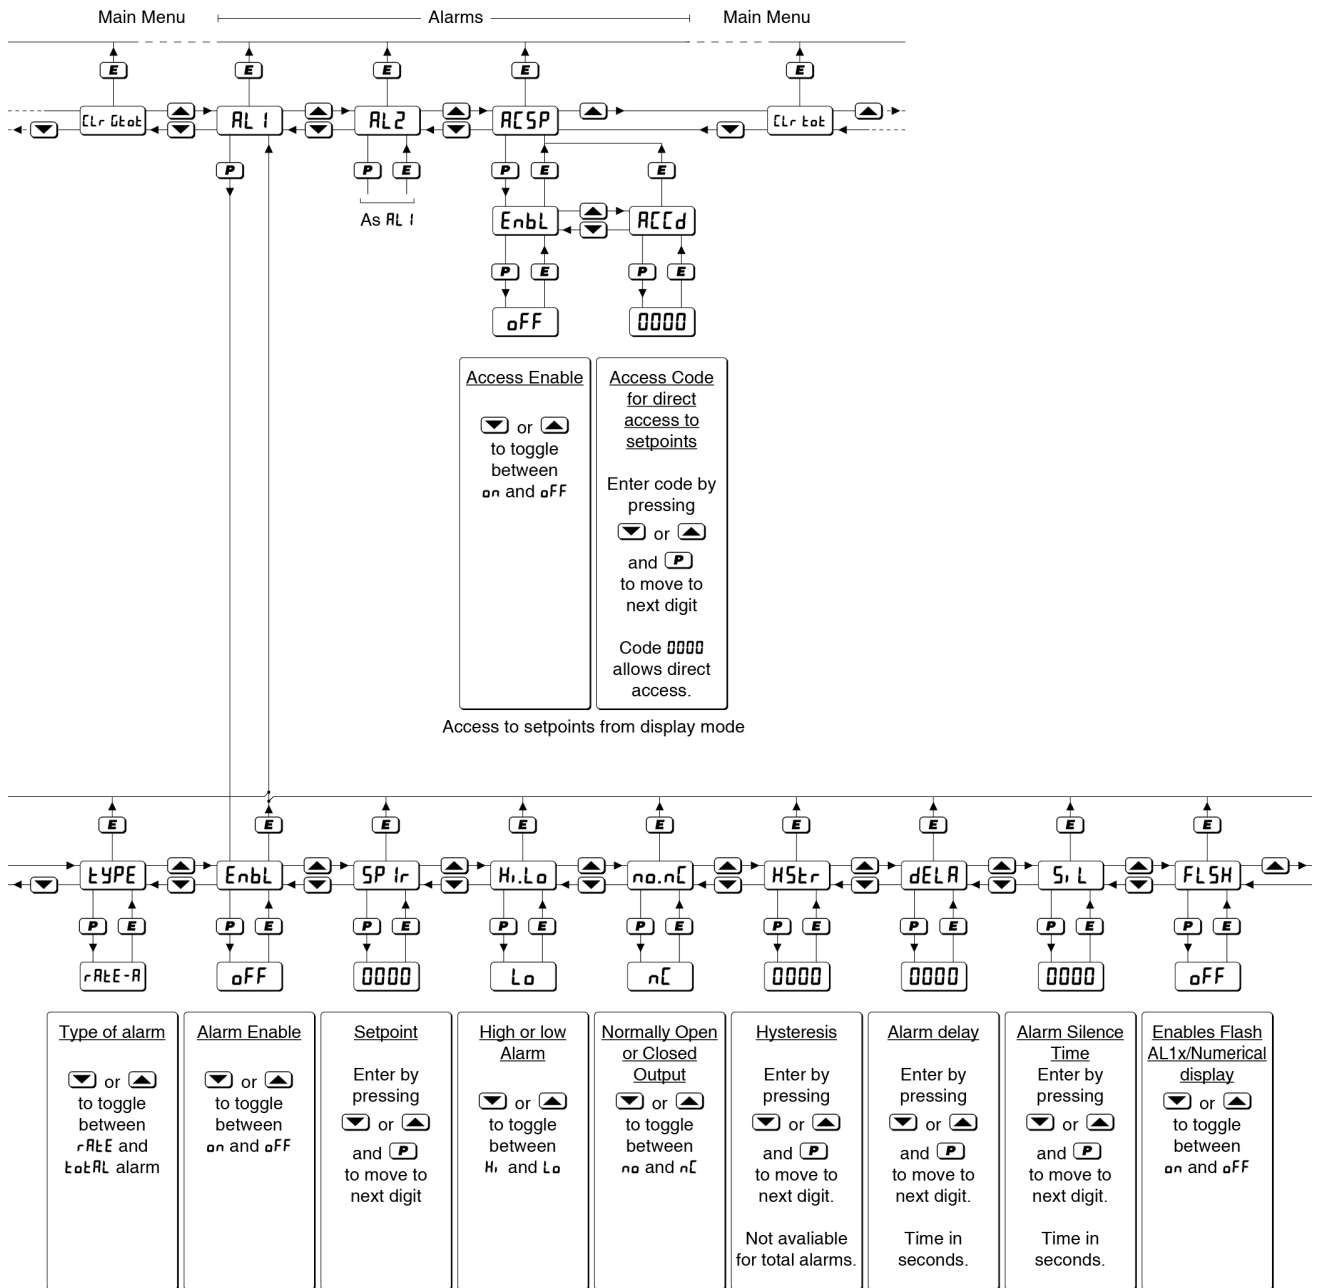 Main Menu Alarms Main Menu
E E E E E
CLr Gtot AL1 AL2 ACSP CLr tot
P P E P E E
As AL1
EnbL ACCd
P E P E
oFF 0000
Access Enable
or
to toggle
between
on and oFF
Access Code
for direct
access to
setpoints
Enter code by
pressing
or
and P
to move to
next digit
Code 0000
allows direct
access.
Access to setpoints from display mode
E E E E E E E E E
tYPE EnbL SP1r Hi.Lo no.nC HStr dELA SiL FLSH
P E P E P E P E P E P E P E P E P E
rAtE-A oFF 0000 Lo nC 0000 0000 0000 oFF
Type of alarm
or
to toggle
between
rAtE and
totAL alarm
Alarm Enable
or
to toggle
between
on and oFF
Setpoint
Enter by
pressing
or
and P
to move to
next digit
High or low
Alarm
or
to toggle
between
Hi and Lo
Normally Open
or Closed
Output
or
to toggle
between
no and nC
Hysteresis
Enter by
pressing
or
and P
to move to
next digit.
Not avaliable
for total alarms.
Alarm delay
Enter by
pressing
or
and P
to move to
next digit.
Time in
seconds.
Alarm Silence
Time
Enter by
pressing
or
and P
to move to
next digit.
Time in
seconds.
Enables Flash
AL1x/Numerical
display
or
to toggle
between
on and oFF